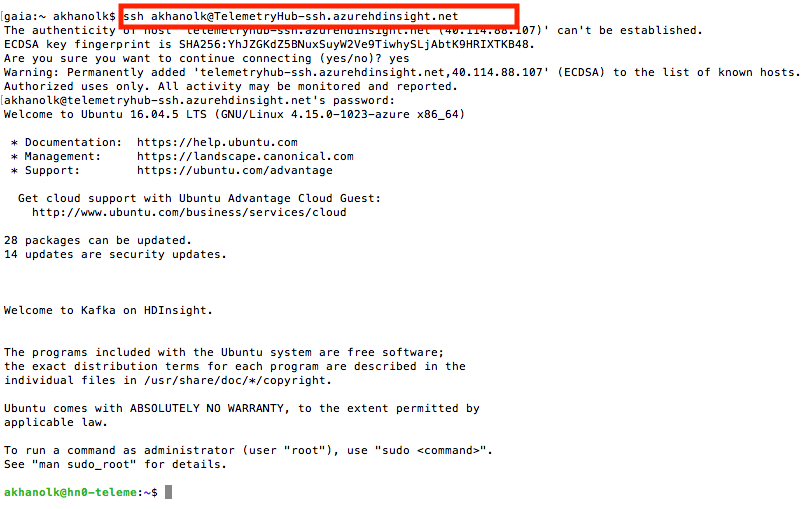 [gaia:~ akhanolk$ ssh akhanolk@TelemetryHub-ssh.azurehdinsight.net
The authenticity of host 'telemetryhub-ssh.azurehdinsight.net (40.114.88.107)' can't be established.
ECDSA key fingerprint is SHA256:YhJZGKdZ5BNuxSuyW2Ve9TiwhySLjAbtK9HRIXTKB48.
Are you sure you want to continue connecting (yes/no)? yes
Warning: Permanently added 'telemetryhub-ssh.azurehdinsight.net,40.114.88.107' (ECDSA) to the list of known hosts.
Authorized uses only. All activity may be monitored and reported.
[akhanolk@telemetryhub-ssh.azurehdinsight.net's password:
Welcome to Ubuntu 16.04.5 LTS (GNU/Linux 4.15.0-1023-azure x86_64)
* Documentation:  https://help.ubuntu.com
* Management:     https://landscape.canonical.com
* Support:        https://ubuntu.com/advantage
Get cloud support with Ubuntu Advantage Cloud Guest:
http://www.ubuntu.com/business/services/cloud
28 packages can be updated.
14 updates are security updates.
Welcome to Kafka on HDInsight.
The programs included with the Ubuntu system are free software;
the exact distribution terms for each program are described in the
individual files in /usr/share/doc/*/copyright.
Ubuntu comes with ABSOLUTELY NO WARRANTY, to the extent permitted by
applicable law.
To run a command as administrator (user "root"), use "sudo <command>".
See "man sudo_root" for details.
akhanolk@hn0-teleme:~$